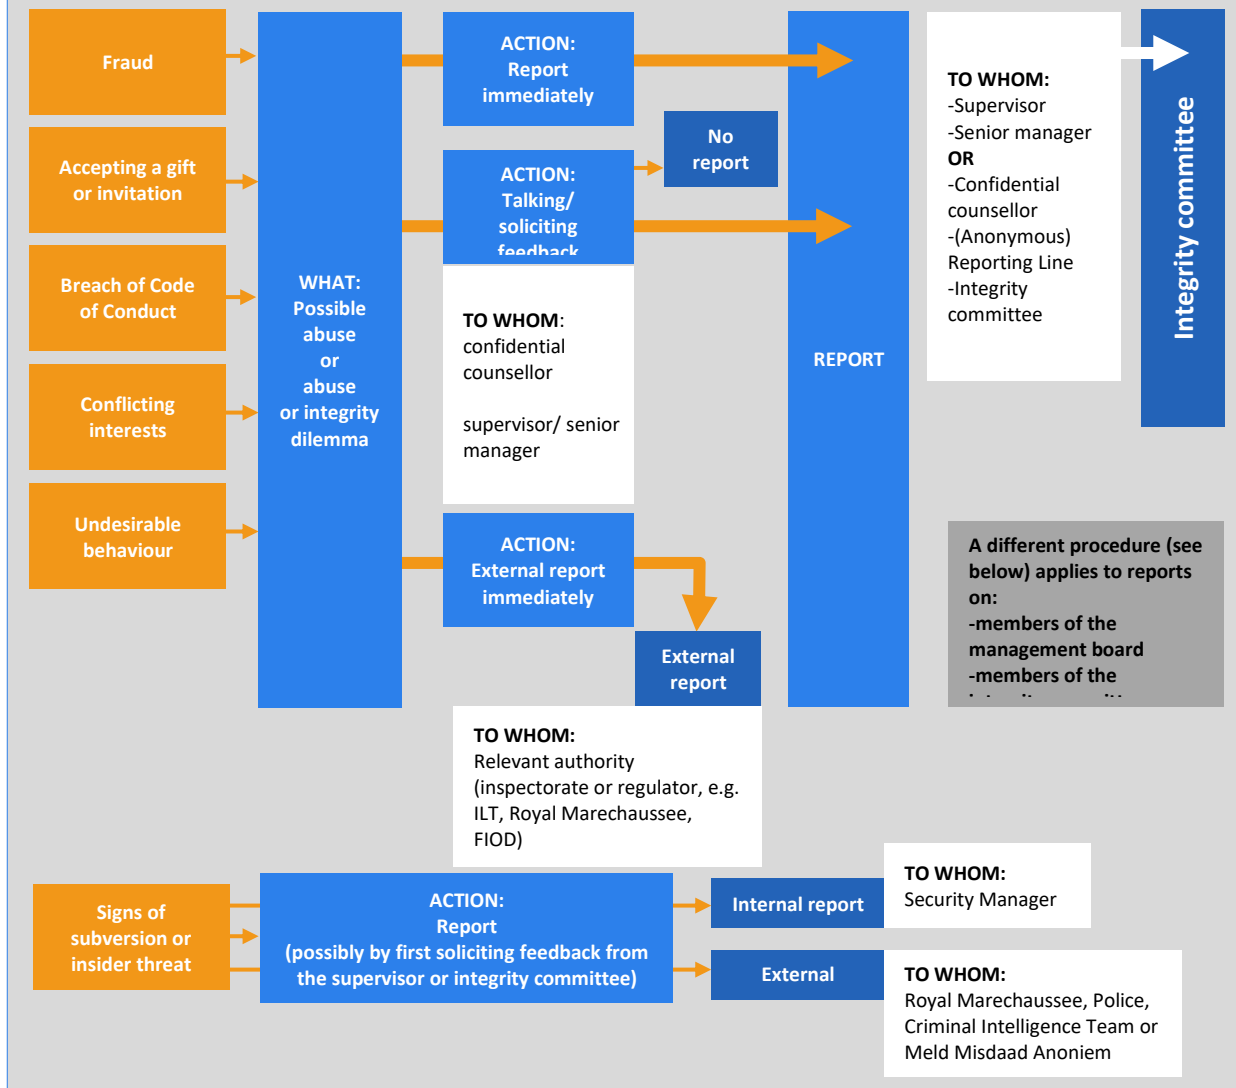 Fraud
Accepting a gift
or invitation
Breach of Code
of Conduct
Conflicting
interests
Undesirable
behaviour
WHAT:
Possible
abuse
or
abuse
or integrity
dilemma
ACTION:
Report
immediately
ACTION:
Talking/
soliciting
feedback
No
report
TO WHOM:
confidential
counsellor
supervisor/ senior
manager
ACTION:
External report
immediately
External
report
TO WHOM:
Relevant authority
(inspectorate or regulator, e.g.
ILT, Royal Marechaussee,
FIOD)
REPORT
TO WHOM:
-Supervisor
-Senior manager
OR
-Confidential
counsellor
-(Anonymous)
Reporting Line
-Integrity
committee
Integrity committee
A different procedure (see
below) applies to reports
on:
-members of the
management board
-members of the
Signs of
subversion or
insider threat
ACTION:
Report
(possibly by first soliciting feedback from
the supervisor or integrity committee)
Internal report
TO WHOM:
Security Manager
External
TO WHOM:
Royal Marechaussee, Police,
Criminal Intelligence Team or
Meld Misdaad Anoniem